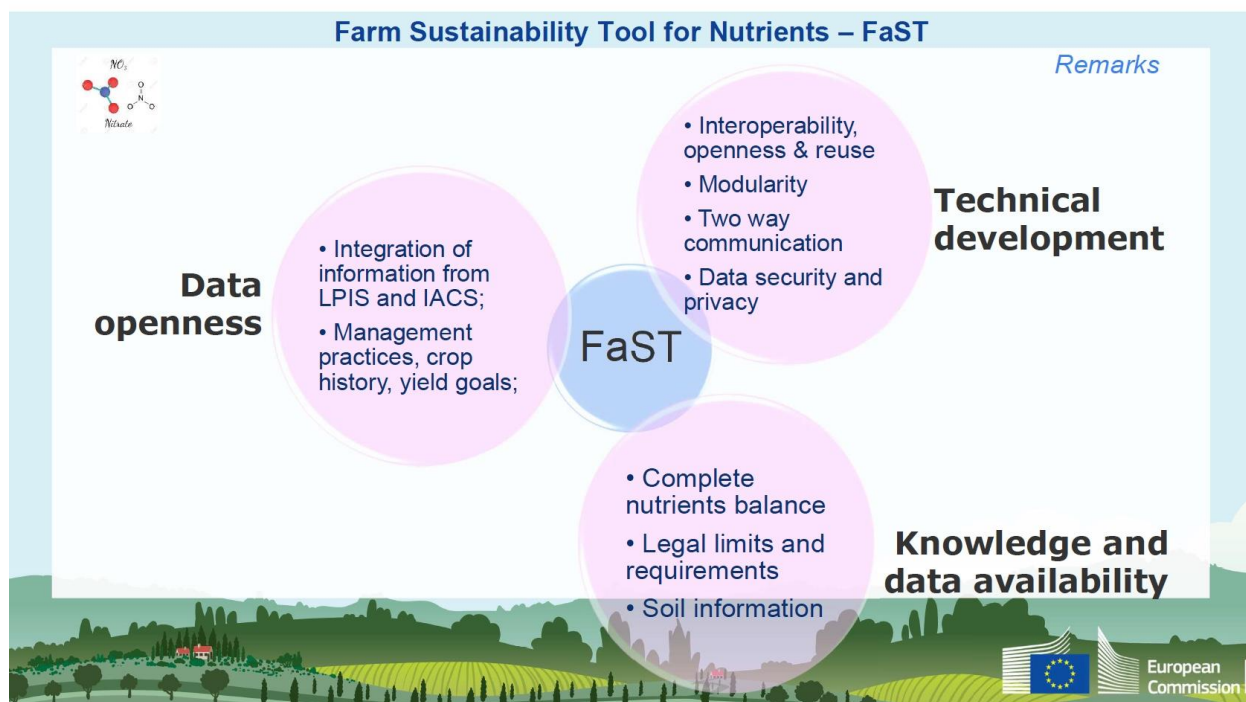 Farm Sustainability Tool for Nutrients – FaST
Remarks
NO₃
N
O
O
O
Nitrate
• Interoperability,
openness & reuse
• Modularity
• Two way
communication
• Data security and
privacy
Technical
development
Data
openness
• Integration of
information from
LPIS and IACS;
• Management
practices, crop
history, yield goals;
FaST
• Complete
nutrients balance
• Legal limits and
requirements
• Soil information
Knowledge and
data availability
European
Commission